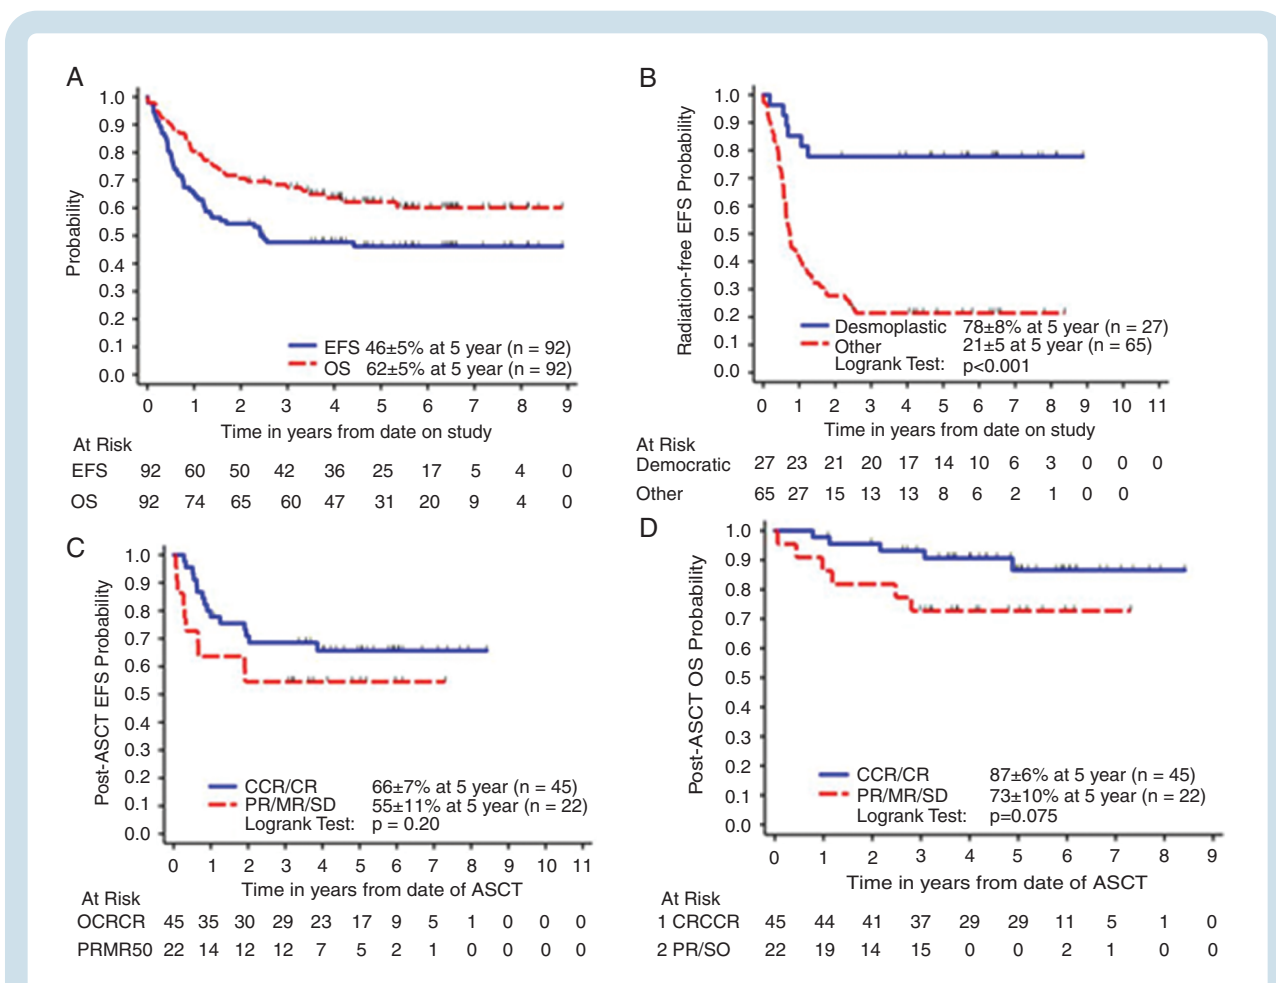 A
1.0
0.9
0.8
0.7
0.6
0.5
0.4
0.3
0.2
0.1
0.0
Probability
EFS 46±5% at 5 year (n = 92)
OS 62±5% at 5 year (n = 92)
0 1 2 3 4 5 6 7 8 9
Time in years from date on study
At Risk
EFS 92 60 50 42 36 25 17 5 4 0
OS 92 74 65 60 47 31 20 9 4 0
B
1.0
0.9
0.8
0.7
0.6
0.5
0.4
0.3
0.2
0.1
0.0
Radiation-free EFS Probability
Desmoplastic 78±8% at 5 year (n = 27)
Other 21±5 at 5 year (n = 65)
Logrank Test: p<0.001
0 1 2 3 4 5 6 7 8 9 10 11
Time in years from date on study
At Risk
Democratic 27 23 21 20 17 14 10 6 3 0 0 0
Other 65 27 15 13 13 8 6 2 1 0 0
C
1.0
0.9
0.8
0.7
0.6
0.5
0.4
0.3
0.2
0.1
0.0
Post-ASCT EFS Probability
CCR/CR 66±7% at 5 year (n = 45)
PR/MR/SD 55±11% at 5 year (n = 22)
Logrank Test: p = 0.20
0 1 2 3 4 5 6 7 8 9 10 11
Time in years from date of ASCT
At Risk
OCRCR 45 35 30 29 23 17 9 5 1 0 0 0
PRMR50 22 14 12 12 7 5 2 1 0 0 0 0
D
1.0
0.9
0.8
0.7
0.6
0.5
0.4
0.3
0.2
0.1
0.0
Post-ASCT OS Probability
CCR/CR 87±6% at 5 year (n = 45)
PR/MR/SD 73±10% at 5 year (n = 22)
Logrank Test: p=0.075
0 1 2 3 4 5 6 7 8 9
Time in years from date of ASCT
At Risk
1 CRCCR 45 44 41 37 29 29 11 5 1 0
2 PR/SO 22 19 14 15 0 0 2 1 0 0